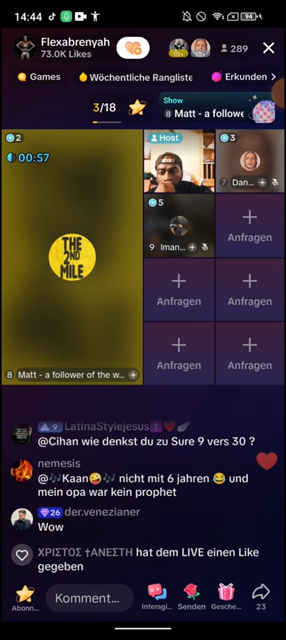 14:44
94
Flexabrenyah
73.0K Likes
289
Games
Wöchentliche Rangliste
Erkunden
3/18
Show
8 Matt - a followe
2
00:57
THE
2ND
MILE
8 Matt - a follower of the w...
Host
3
7 Dan...
5
9 Iman...
Anfragen
Anfragen
Anfragen
Anfragen
Anfragen
9 LatinaStylejesus
@Cihan wie denkst du zu Sure 9 vers 30 ?
nemesis
@🎶Kaan🤪🎶 nicht mit 6 jahren 😂 und
mein opa war kein prophet
26 der.venezianer
Wow
ΧΡΙΣΤΟΣ †ΑΝΕΣΤΗ hat dem LIVE einen Like
gegeben
Abonn...
Komment...
Interagi...
Senden
Gesche...
23